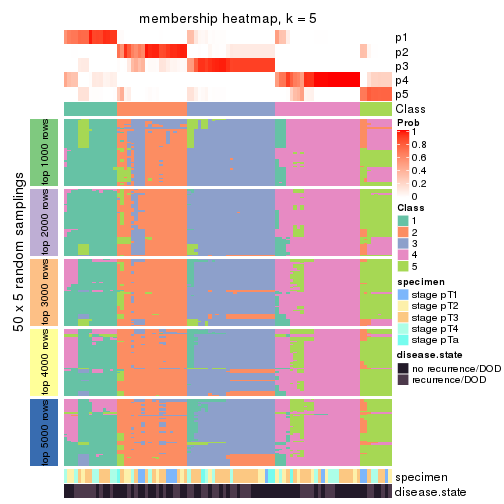 membership heatmap, k = 5
p1
p2
p3
p4
p5
Class
Prob
1
0.8
0.6
0.4
0.2
0
Class
1
2
3
4
5
specimen
stage pT1
stage pT2
stage pT3
stage pT4
stage pTa
disease.state
no recurrence/DOD
recurrence/DOD
50 x 5 random samplings
top 1000 rows
top 2000 rows
top 3000 rows
top 4000 rows
top 5000 rows
specimen
disease.state